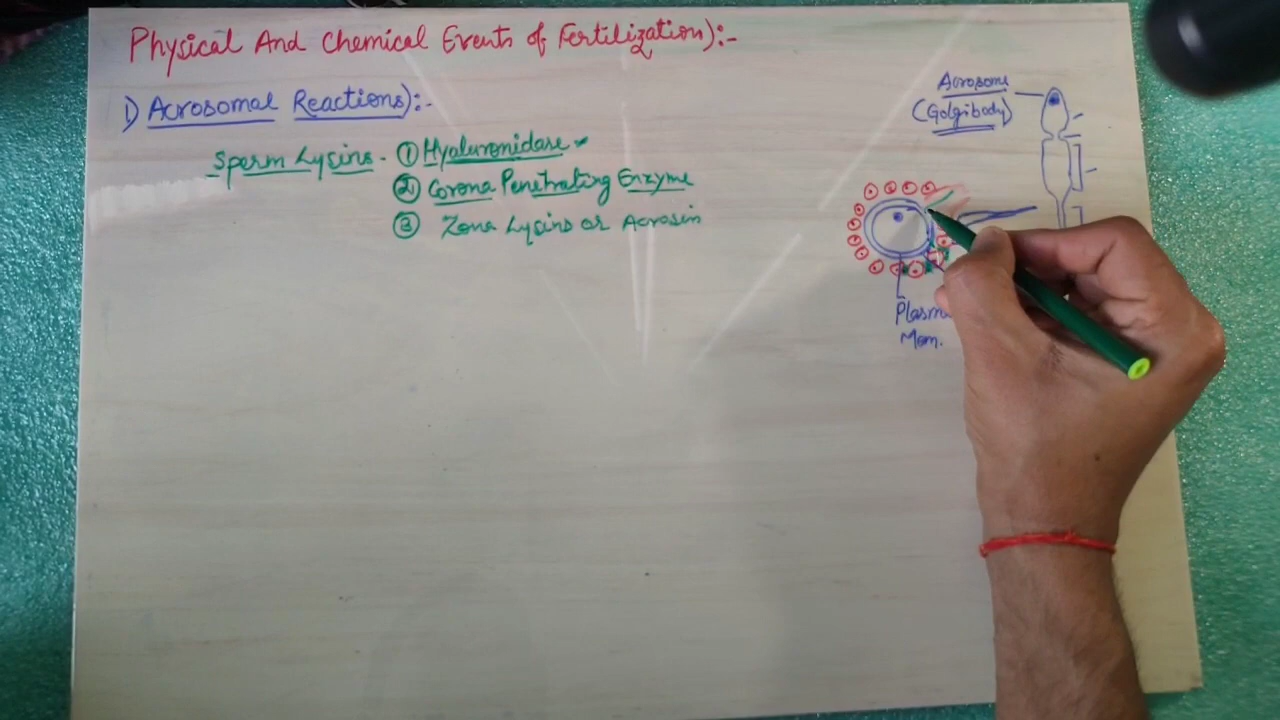 Physical And Chemical Events of Fertilization):-
1) Acrosomal Reactions):-
Sperm Lysins - ① Hyaluronidase
② Corona Penetrating Enzyme
③ Zona Lysins or Acrosin
Acrosome
(Golgibody)
Plasm
Mem.